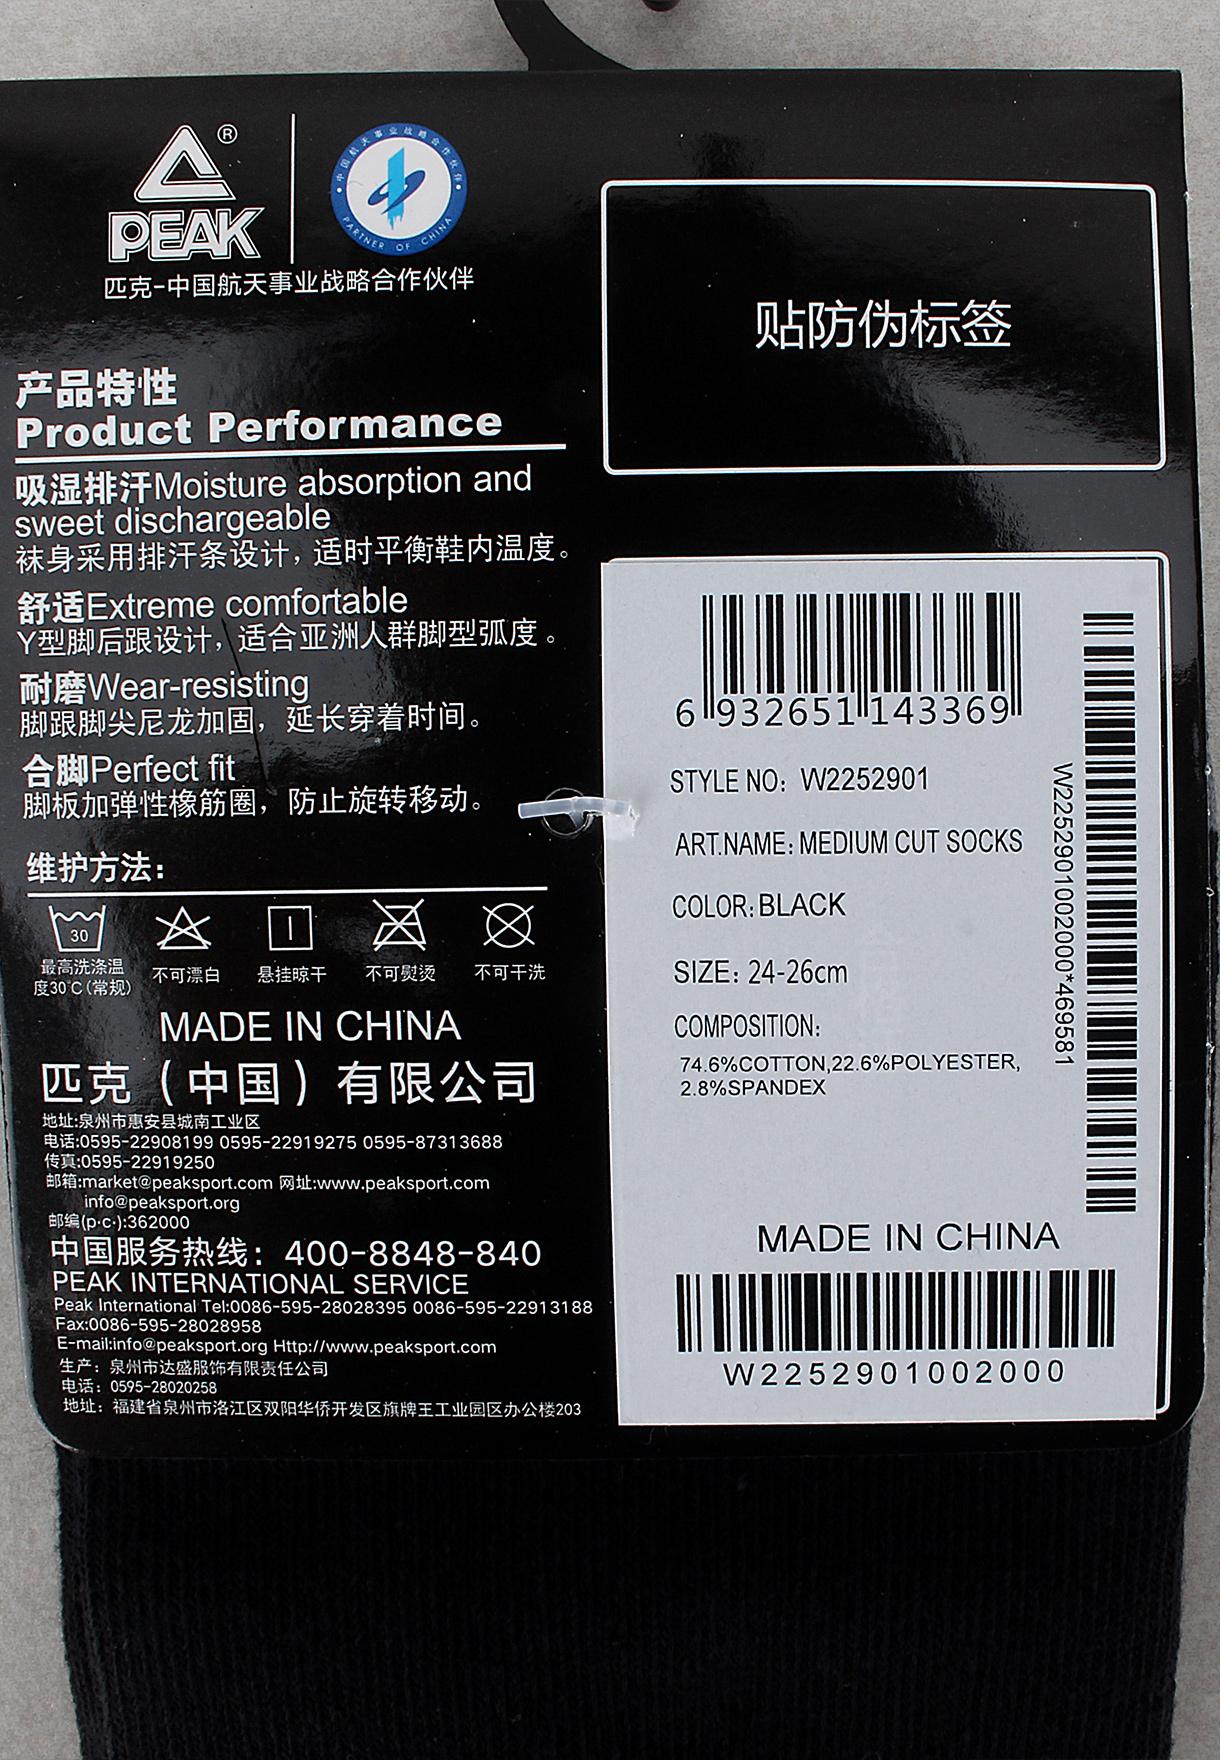 ®
PEAK
中国航天事业战略合作伙伴
PARTNER OF CHINA
匹克-中国航天事业战略合作伙伴
产品特性
Product Performance
吸湿排汗Moisture absorption and
sweet dischargeable
袜身采用排汗条设计，适时平衡鞋内温度。
舒适Extreme comfortable
Y型脚后跟设计，适合亚洲人群脚型弧度。
耐磨Wear-resisting
脚跟脚尖尼龙加固，延长穿着时间。
合脚Perfect fit
脚板加弹性橡筋圈，防止旋转移动。
维护方法：
30
最高洗涤温
度30℃(常规)
不可漂白
悬挂晾干
不可熨烫
不可干洗
MADE IN CHINA
匹克（中国）有限公司
地址:泉州市惠安县城南工业区
电话:0595-22908199 0595-22919275 0595-87313688
传真:0595-22919250
邮箱:market@peaksport.com 网址:www.peaksport.com
info@peaksport.org
邮编(p·c·):362000
中国服务热线：400-8848-840
PEAK INTERNATIONAL SERVICE
Peak International Tel:0086-595-28028395 0086-595-22913188
Fax:0086-595-28028958
E-mail:info@peaksport.org Http://www.peaksport.com
生产：泉州市达盛服饰有限责任公司
电话：0595-28020258
地址：福建省泉州市洛江区双阳华侨开发区旗牌王工业园区办公楼203
贴防伪标签
6 932651 143369
STYLE NO: W2252901
ART.NAME: MEDIUM CUT SOCKS
COLOR: BLACK
SIZE: 24-26cm
COMPOSITION:
74.6%COTTON,22.6%POLYESTER,
2.8%SPANDEX
W2252901002000*469581
MADE IN CHINA
W2252901002000